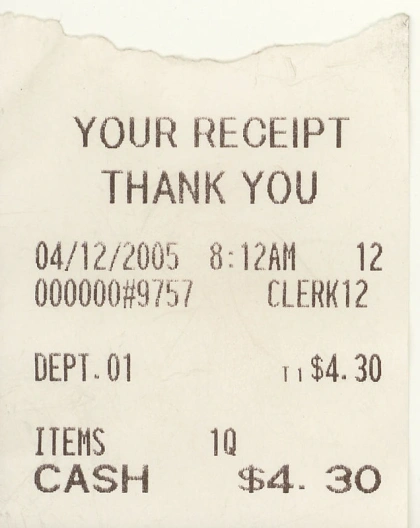 YOUR RECEIPT
THANK YOU
04/12/2005 8:12AM 12
000000#9757 CLERK12
DEPT.01 T1 $4.30
ITEMS 1Q
CASH $4.30